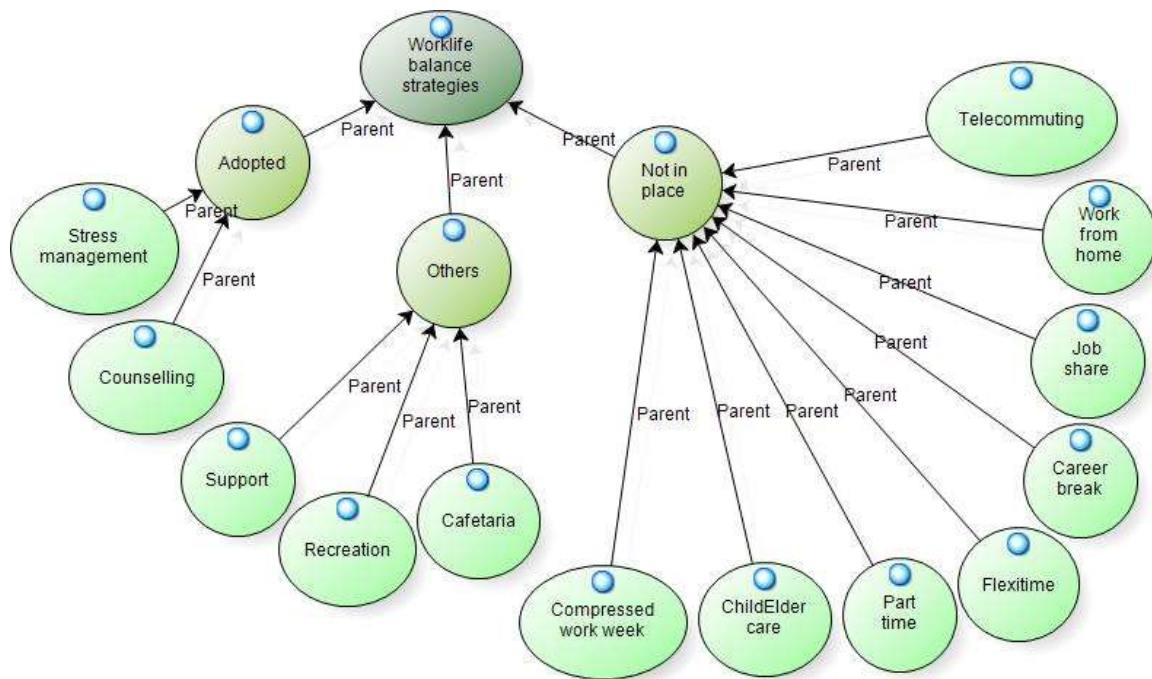 Worklife
balance
strategies
Parent
Parent
Parent
Adopted
Others
Not in
place
Parent
Parent
Stress
management
Counselling
Parent
Parent
Parent
Support
Recreation
Cafetaria
Parent
Parent
Parent
Parent
Parent
Parent
Parent
Parent
Telecommuting
Work
from
home
Job
share
Career
break
Flexitime
Part
time
ChildElder
care
Compressed
work week